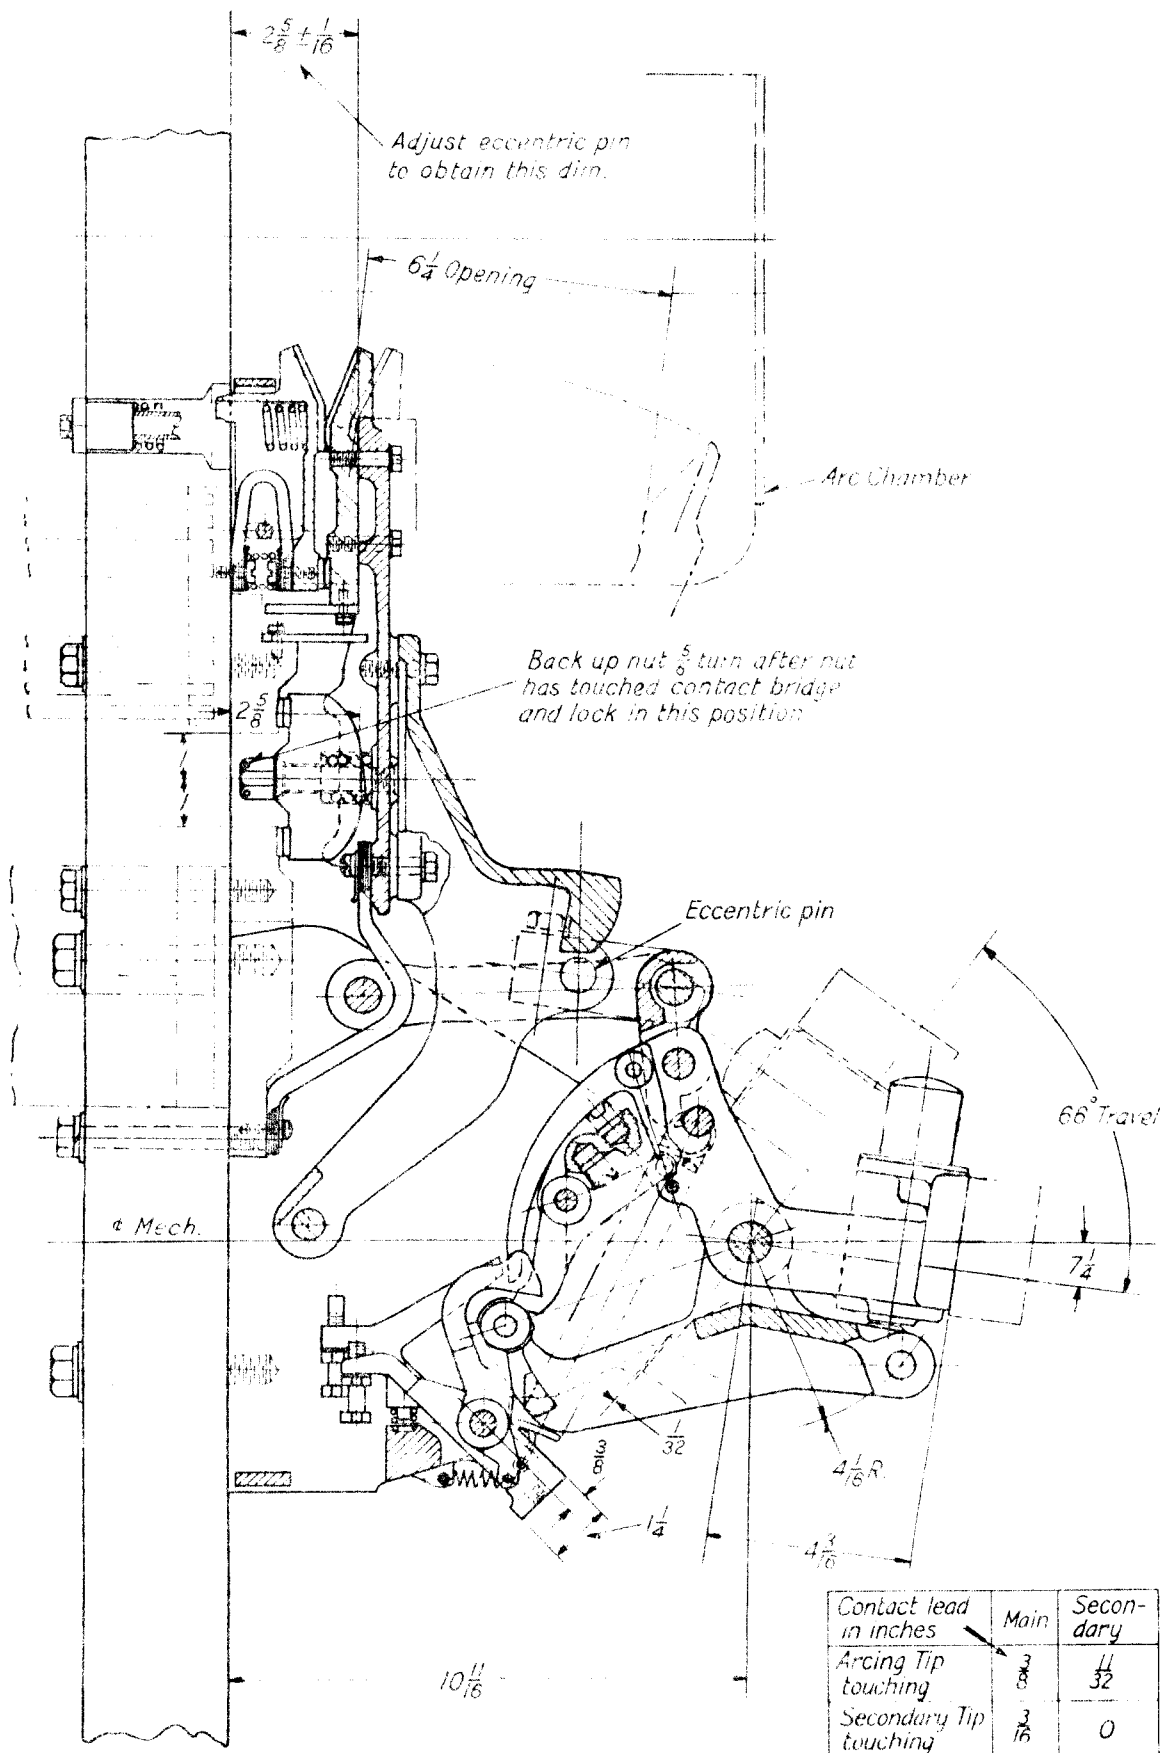 2 5/8 ± 1/16
Adjust eccentric pin
to obtain this dim.
6 1/4 Opening
Arc Chamber
Back up nut 5/8 turn after nut
has touched contact bridge
and lock in this position
2 5/8
Eccentric pin
66° Travel
℄ Mech.
7 1/4
1/32
3/8
4 1/16 R.
1 1/4
4 3/16
10 11/16
Contact lead
in inches
Main
Secon-
dary
Arcing Tip
touching
3/8
11/32
Secondary Tip
touching
3/16
0